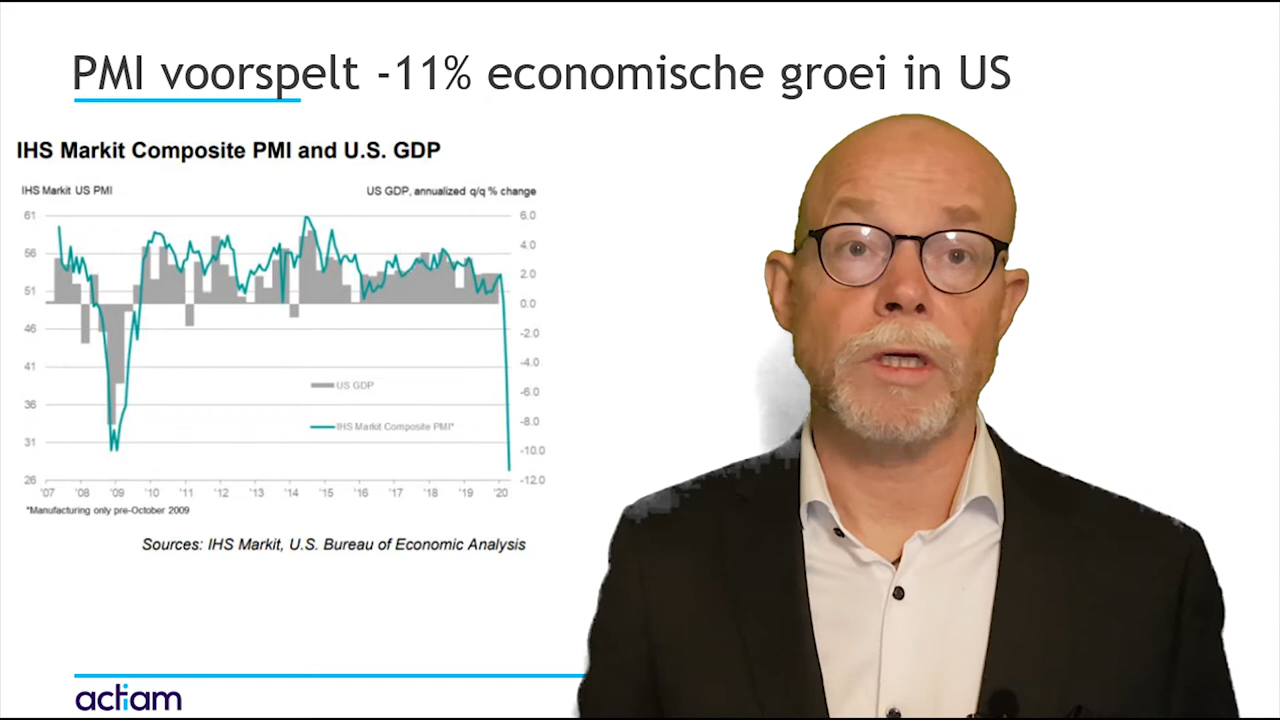 PMI voorspelt -11% economische groei in US
IHS Markit Composite PMI and U.S. GDP
IHS Markit US PMI
US GDP, annualized q/q % change
61
56
51
46
41
36
31
26
6.0
4.0
2.0
0.0
-2.0
-4.0
-6.0
-8.0
-10.0
-12.0
US GDP
IHS Markit Composite PMI*
'07 '08 '09 '10 '11 '12 '13 '14 '15 '16 '17 '18 '19 '20
*Manufacturing only pre-October 2009
Sources: IHS Markit, U.S. Bureau of Economic Analysis
actiam